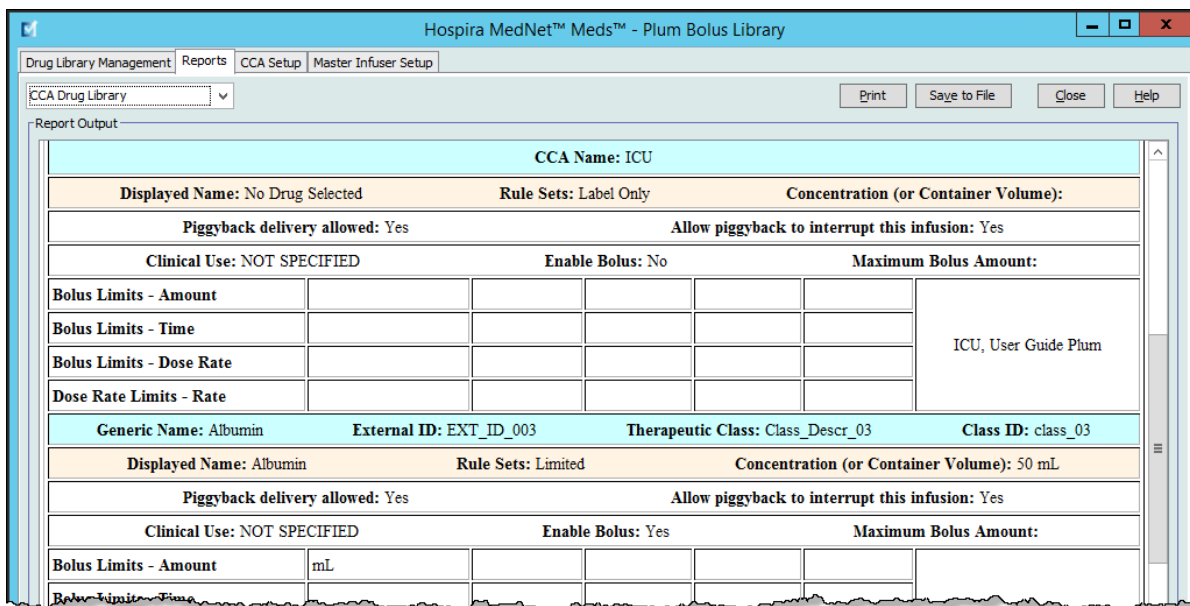 Hospira MedNet™ Meds™ - Plum Bolus Library
Drug Library Management Reports CCA Setup Master Infuser Setup
CCA Drug Library Print Save to File Close Help
Report Output
CCA Name: ICU
Displayed Name: No Drug Selected Rule Sets: Label Only Concentration (or Container Volume):
Piggyback delivery allowed: Yes Allow piggyback to interrupt this infusion: Yes
Clinical Use: NOT SPECIFIED Enable Bolus: No Maximum Bolus Amount:
Bolus Limits - Amount
Bolus Limits - Time
ICU, User Guide Plum
Bolus Limits - Dose Rate
Dose Rate Limits - Rate
Generic Name: Albumin External ID: EXT_ID_003 Therapeutic Class: Class_Descr_03 Class ID: class_03
Displayed Name: Albumin Rule Sets: Limited Concentration (or Container Volume): 50 mL
Piggyback delivery allowed: Yes Allow piggyback to interrupt this infusion: Yes
Clinical Use: NOT SPECIFIED Enable Bolus: Yes Maximum Bolus Amount:
Bolus Limits - Amount mL
Bolus Limits - Time